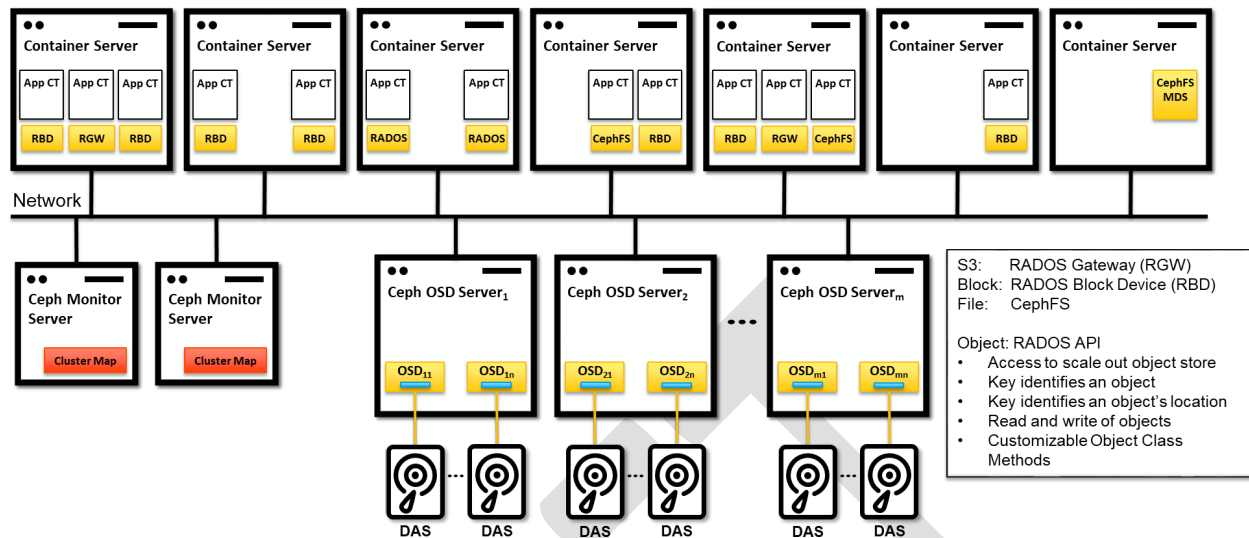 Container Server
App CT App CT App CT
RBD RGW RBD
Container Server
App CT App CT
RBD RBD
Container Server
App CT App CT
RADOS RADOS
Container Server
App CT App CT
CephFS RBD
Container Server
App CT App CT App CT
RBD RGW CephFS
Container Server
App CT
RBD
Container Server
CephFS
MDS
Network
Ceph Monitor
Server
Cluster Map
Ceph Monitor
Server
Cluster Map
Ceph OSD Server1
OSD11 OSD1n
DAS DAS
Ceph OSD Server2
OSD21 OSD2n
DAS DAS
Ceph OSD Serverm
OSDm1 OSDmn
DAS DAS
S3: RADOS Gateway (RGW)
Block: RADOS Block Device (RBD)
File: CephFS
Object: RADOS API
• Access to scale out object store
• Key identifies an object
• Key identifies an object's location
• Read and write of objects
• Customizable Object Class
Methods